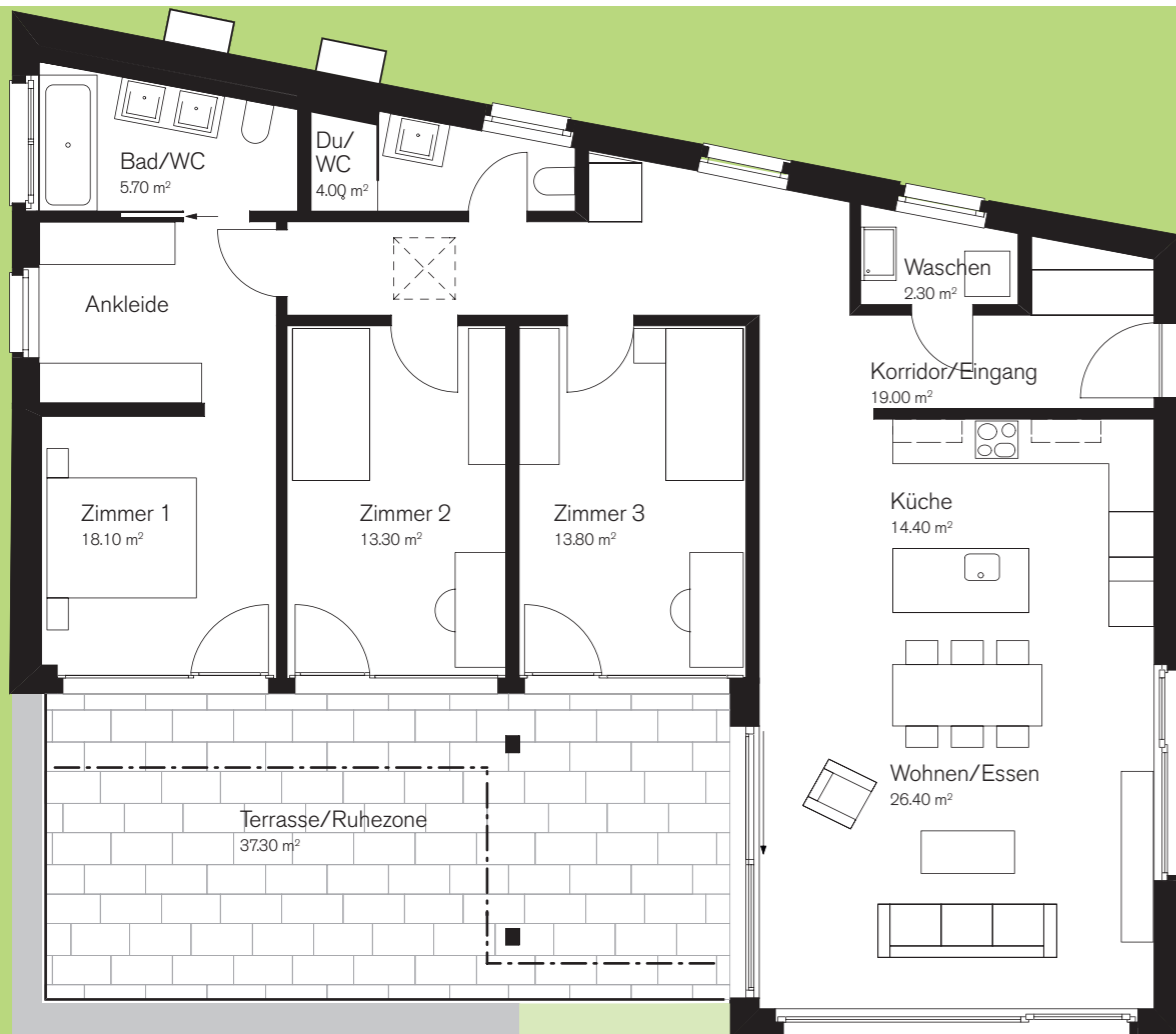 Bad/WC
5.70 m²
Du/
WC
4.00 m²
Waschen
2.30 m²
Ankleide
Korridor/Eingang
19.00 m²
Zimmer 1
18.10 m²
Zimmer 2
13.30 m²
Zimmer 3
13.80 m²
Küche
14.40 m²
Wohnen/Essen
26.40 m²
Terrasse/Ruhezone
37.30 m²